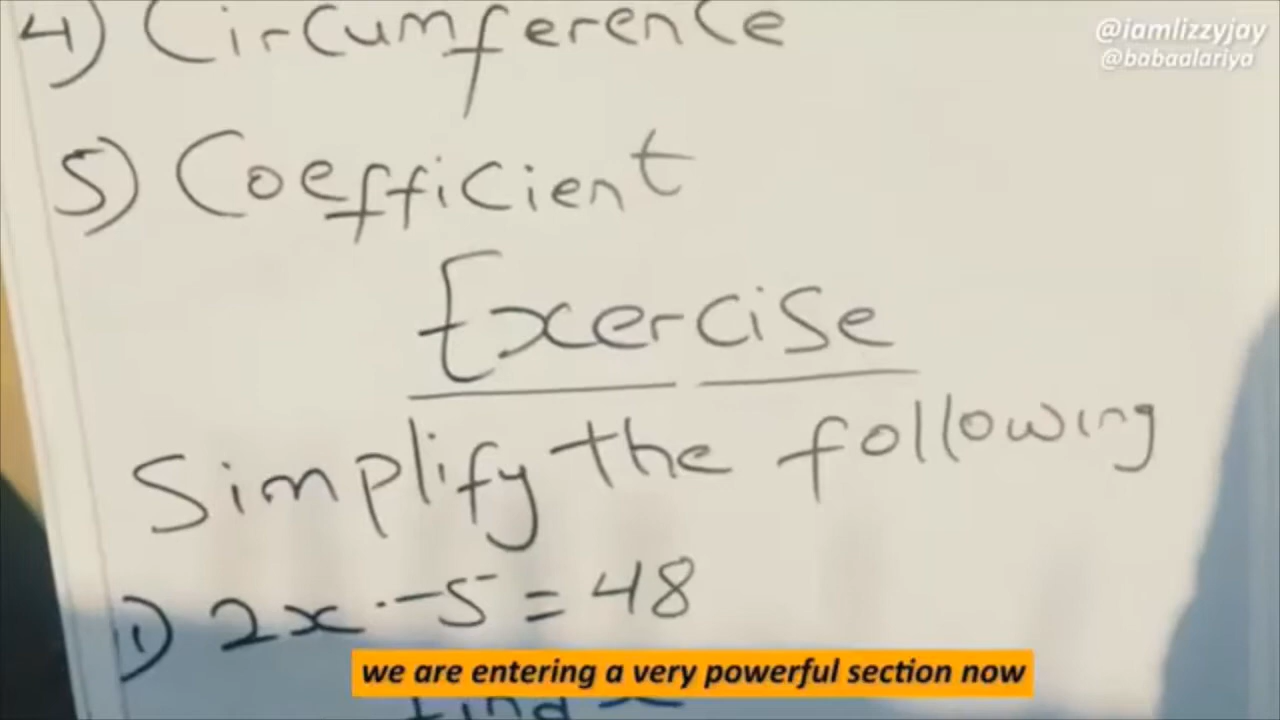 4) Circumference
@iamlizzyjay
@babaalariya
5) Coefficient
Exercise
Simplify the following
1) 2x -5 = 48
we are entering a very powerful section now
find x